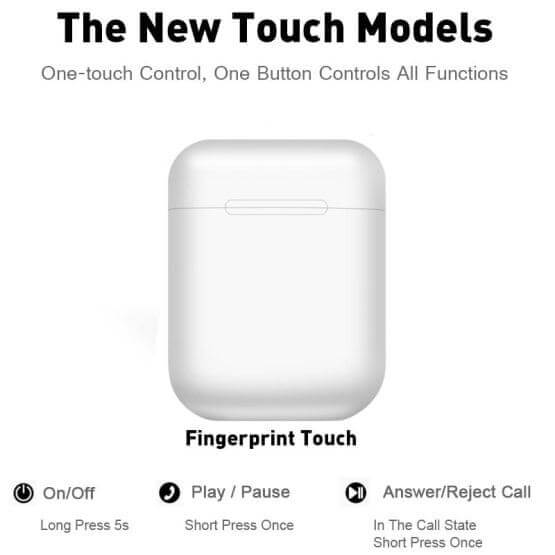 The New Touch Models
One-touch Control, One Button Controls All Functions
Fingerprint Touch
On/Off
Long Press 5s
Play / Pause
Short Press Once
Answer/Reject Call
In The Call State
Short Press Once